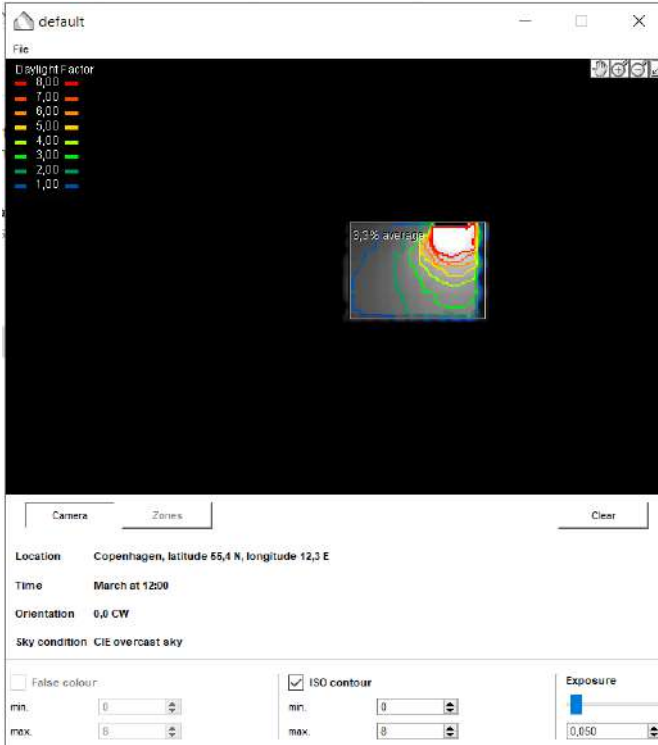 default
File
Daylight Factor
8,00
7,00
6,00
5,00
4,00
3,00
2,00
1,00
3,3% average
Camera Zones Clear
Location Copenhagen, latitude 55,4 N, longitude 12,3 E
Time March at 12:00
Orientation 0,0 CW
Sky condition CIE overcast sky
False colour ISO contour Exposure
min. 0 min. 0
max. 8 max. 8 0,050